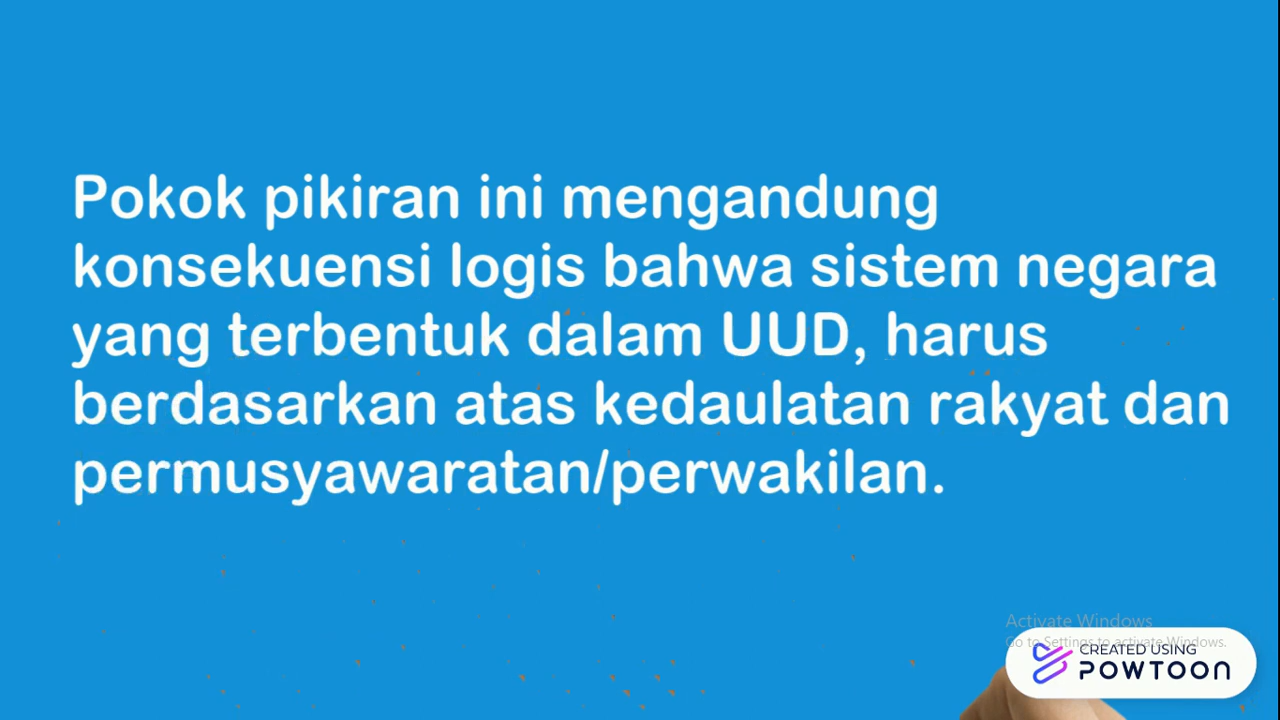 Pokok pikiran ini mengandung
konsekuensi logis bahwa sistem negara
yang terbentuk dalam UUD, harus
berdasarkan atas kedaulatan rakyat dan
permusyawaratan/perwakilan.
Activate Windows
Go to Settings to activate Windows.
CREATED USING
POWTOON